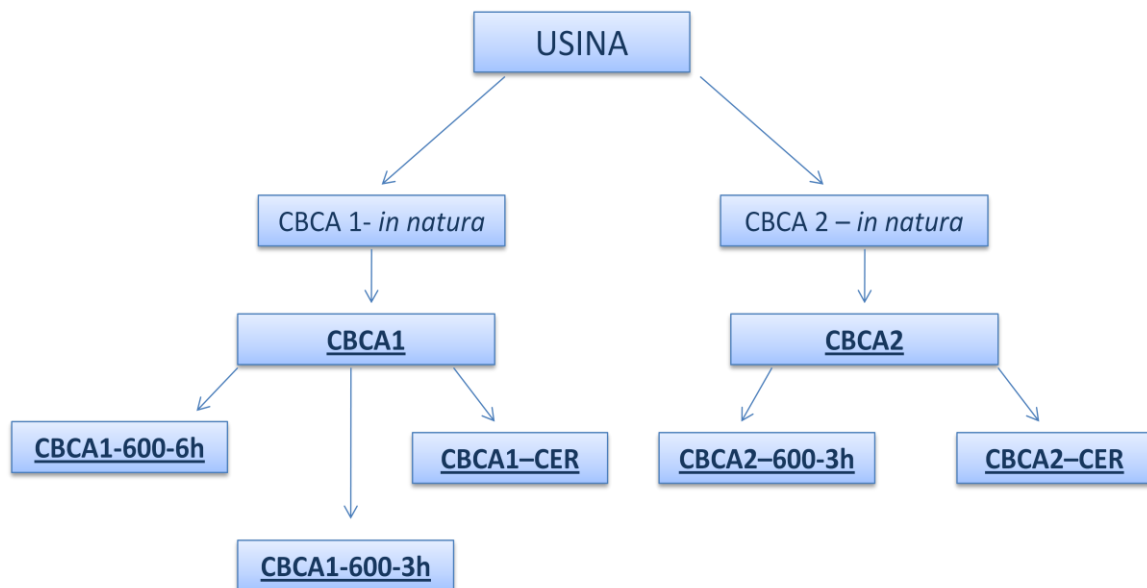 USINA
CBCA 1- in natura
CBCA 2 – in natura
CBCA1
CBCA2
CBCA1-600-6h
CBCA1–CER
CBCA2–600-3h
CBCA2–CER
CBCA1-600-3h